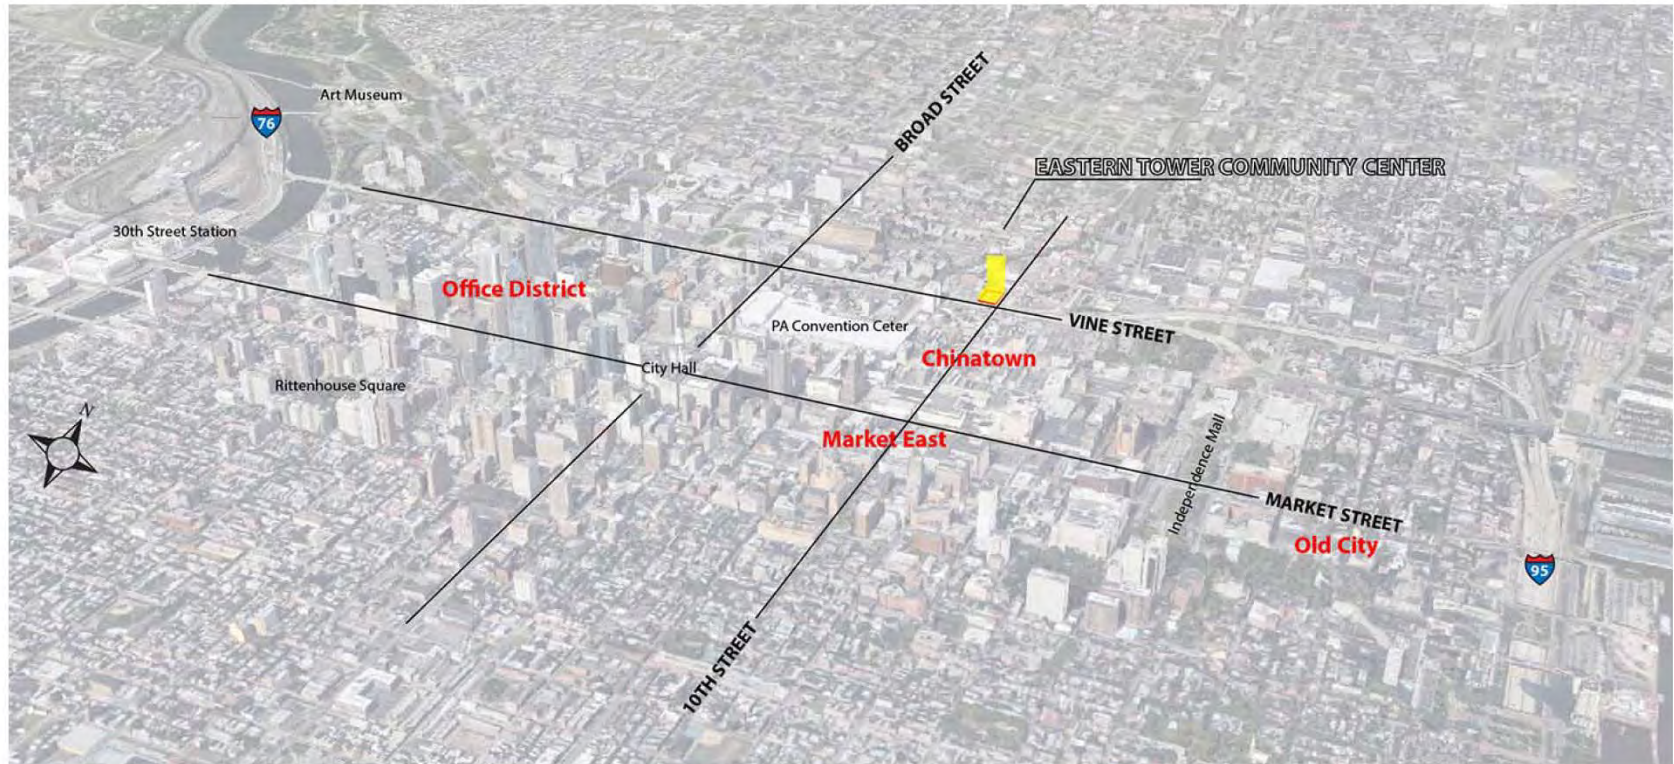 Art Museum
76
BROAD STREET
EASTERN TOWER COMMUNITY CENTER
30th Street Station
Office District
PA Convention Ceter
VINE STREET
Chinatown
City Hall
Rittenhouse Square
N
Market East
Independence Mall
MARKET STREET
Old City
95
10TH STREET